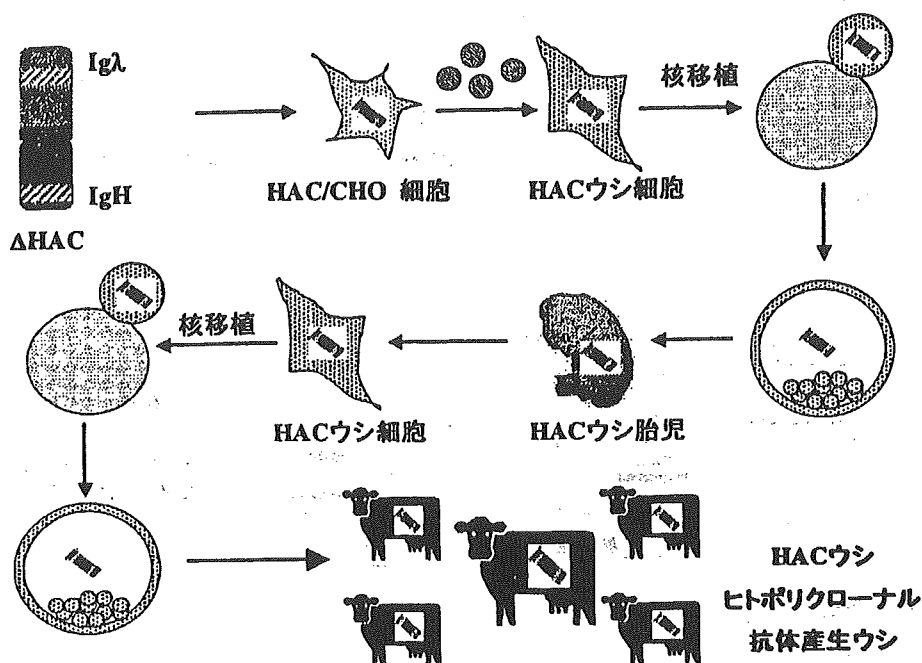 Igλ
IgH
ΔHAC
HAC/CHO 細胞
HACウシ細胞
核移植
核移植
HACウシ細胞
HACウシ胎児
HACウシ
ヒトポリクローナル
抗体産生ウシ